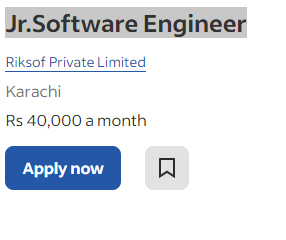 Jr.Software Engineer
Riksof Private Limited
Karachi
Rs 40,000 a month
Apply now